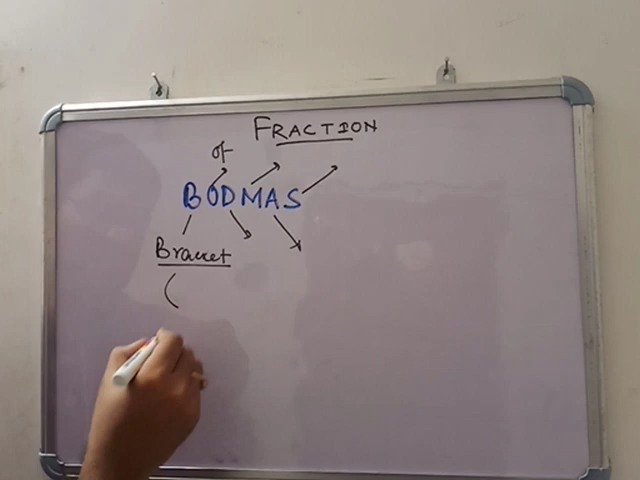 FRACTION
of
BODMAS
Bracket
(